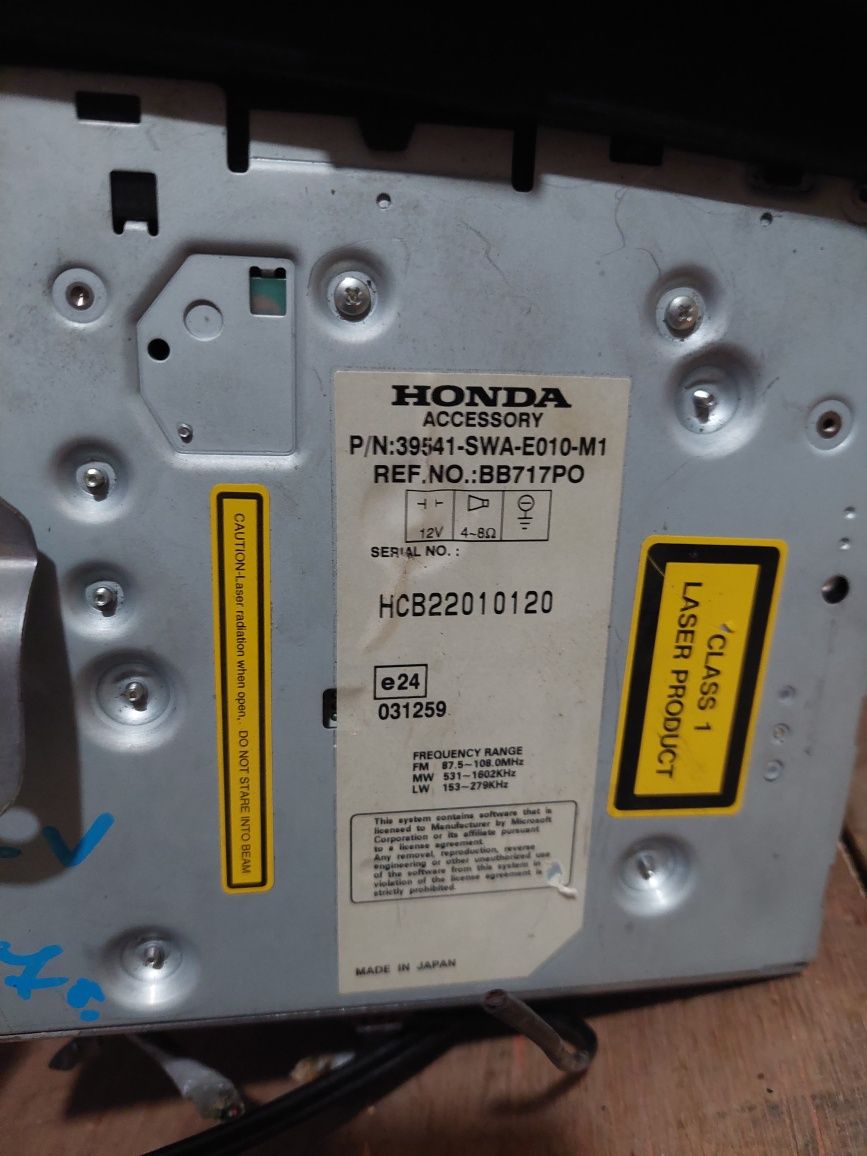 HONDA
ACCESSORY
P/N:39541-SWA-E010-M1
REF.NO.:BB717PO
12V 4~8Ω
SERIAL NO. :
HCB22010120
e24
031259
FREQUENCY RANGE
FM 87.5~108.0MHz
MW 531~1602KHz
LW 153~279KHz
This system contains software that is
licensed to Manufacturer by Microsoft
Corporation or its affiliate pursuant
to a license agreement.
Any removal, reproduction, reverse
engineering or other unauthorized use
of the software from this system in
violation of the license agreement is
strictly prohibited.
MADE IN JAPAN
CAUTION-Laser radiation when open, DO NOT STARE INTO BEAM
CLASS 1
LASER PRODUCT